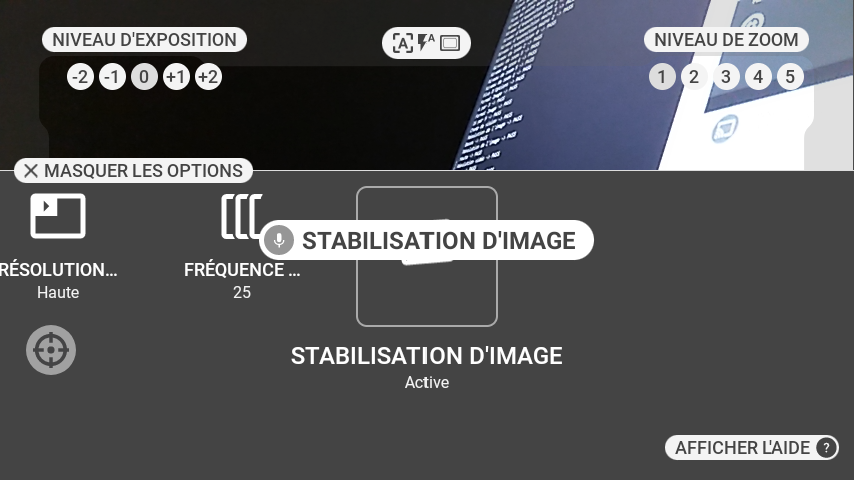 NIVEAU D'EXPOSITION
A
A
NIVEAU DE ZOOM
-2 -1 0 +1 +2
1 2 3 4 5
MASQUER LES OPTIONS
STABILISATION D'IMAGE
RÉSOLUTION...
Haute
FRÉQUENCE ...
25
STABILISATION D'IMAGE
Active
AFFICHER L'AIDE ?